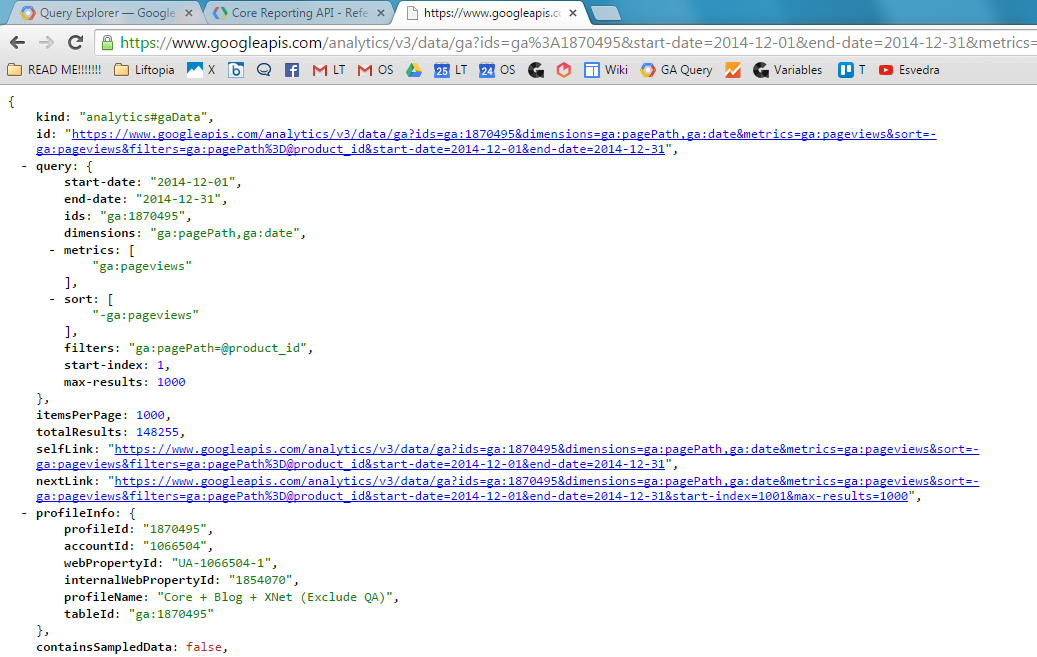 Query Explorer — Google
Core Reporting API - Refe
https://www.googleapis.c
https://www.googleapis.com/analytics/v3/data/ga?ids=ga%3A1870495&start-date=2014-12-01&end-date=2014-12-31&metrics=
READ ME!!!!!!! Liftopia X LT OS 25 LT 24 OS Wiki GA Query Variables T Esvedra
{
kind: "analytics#gaData",
id: "https://www.googleapis.com/analytics/v3/data/ga?ids=ga:1870495&dimensions=ga:pagePath,ga:date&metrics=ga:pageviews&sort=-
ga:pageviews&filters=ga:pagePath%3D@product_id&start-date=2014-12-01&end-date=2014-12-31",
- query: {
start-date: "2014-12-01",
end-date: "2014-12-31",
ids: "ga:1870495",
dimensions: "ga:pagePath,ga:date",
- metrics: [
"ga:pageviews"
],
- sort: [
"-ga:pageviews"
],
filters: "ga:pagePath=@product_id",
start-index: 1,
max-results: 1000
},
itemsPerPage: 1000,
totalResults: 148255,
selfLink: "https://www.googleapis.com/analytics/v3/data/ga?ids=ga:1870495&dimensions=ga:pagePath,ga:date&metrics=ga:pageviews&sort=-
ga:pageviews&filters=ga:pagePath%3D@product_id&start-date=2014-12-01&end-date=2014-12-31",
nextLink: "https://www.googleapis.com/analytics/v3/data/ga?ids=ga:1870495&dimensions=ga:pagePath,ga:date&metrics=ga:pageviews&sort=-
ga:pageviews&filters=ga:pagePath%3D@product_id&start-date=2014-12-01&end-date=2014-12-31&start-index=1001&max-results=1000",
- profileInfo: {
profileId: "1870495",
accountId: "1066504",
webPropertyId: "UA-1066504-1",
internalWebPropertyId: "1854070",
profileName: "Core + Blog + XNet (Exclude QA)",
tableId: "ga:1870495"
},
containsSampledData: false,